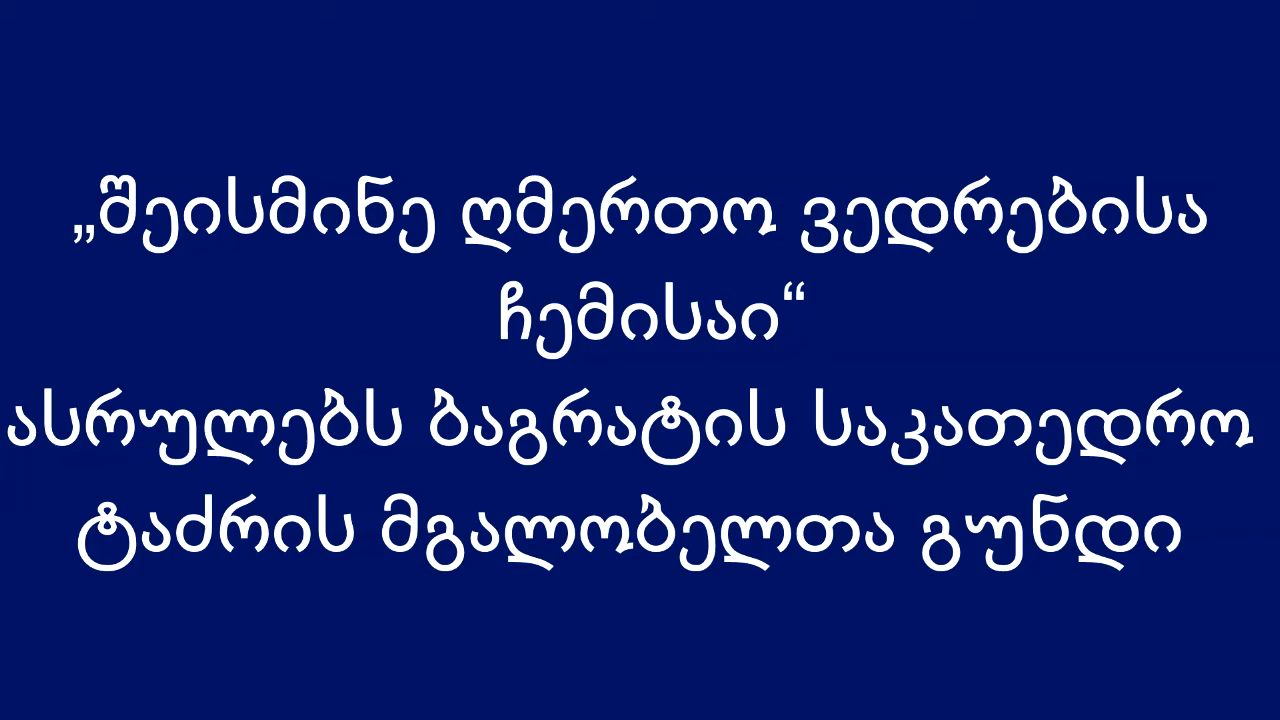 „შეისმინე ღმერთო ვედრებისა
ჩემისაი“
ასრულებს ბაგრატის საკათედრო
ტაძრის მგალობელთა გუნდი